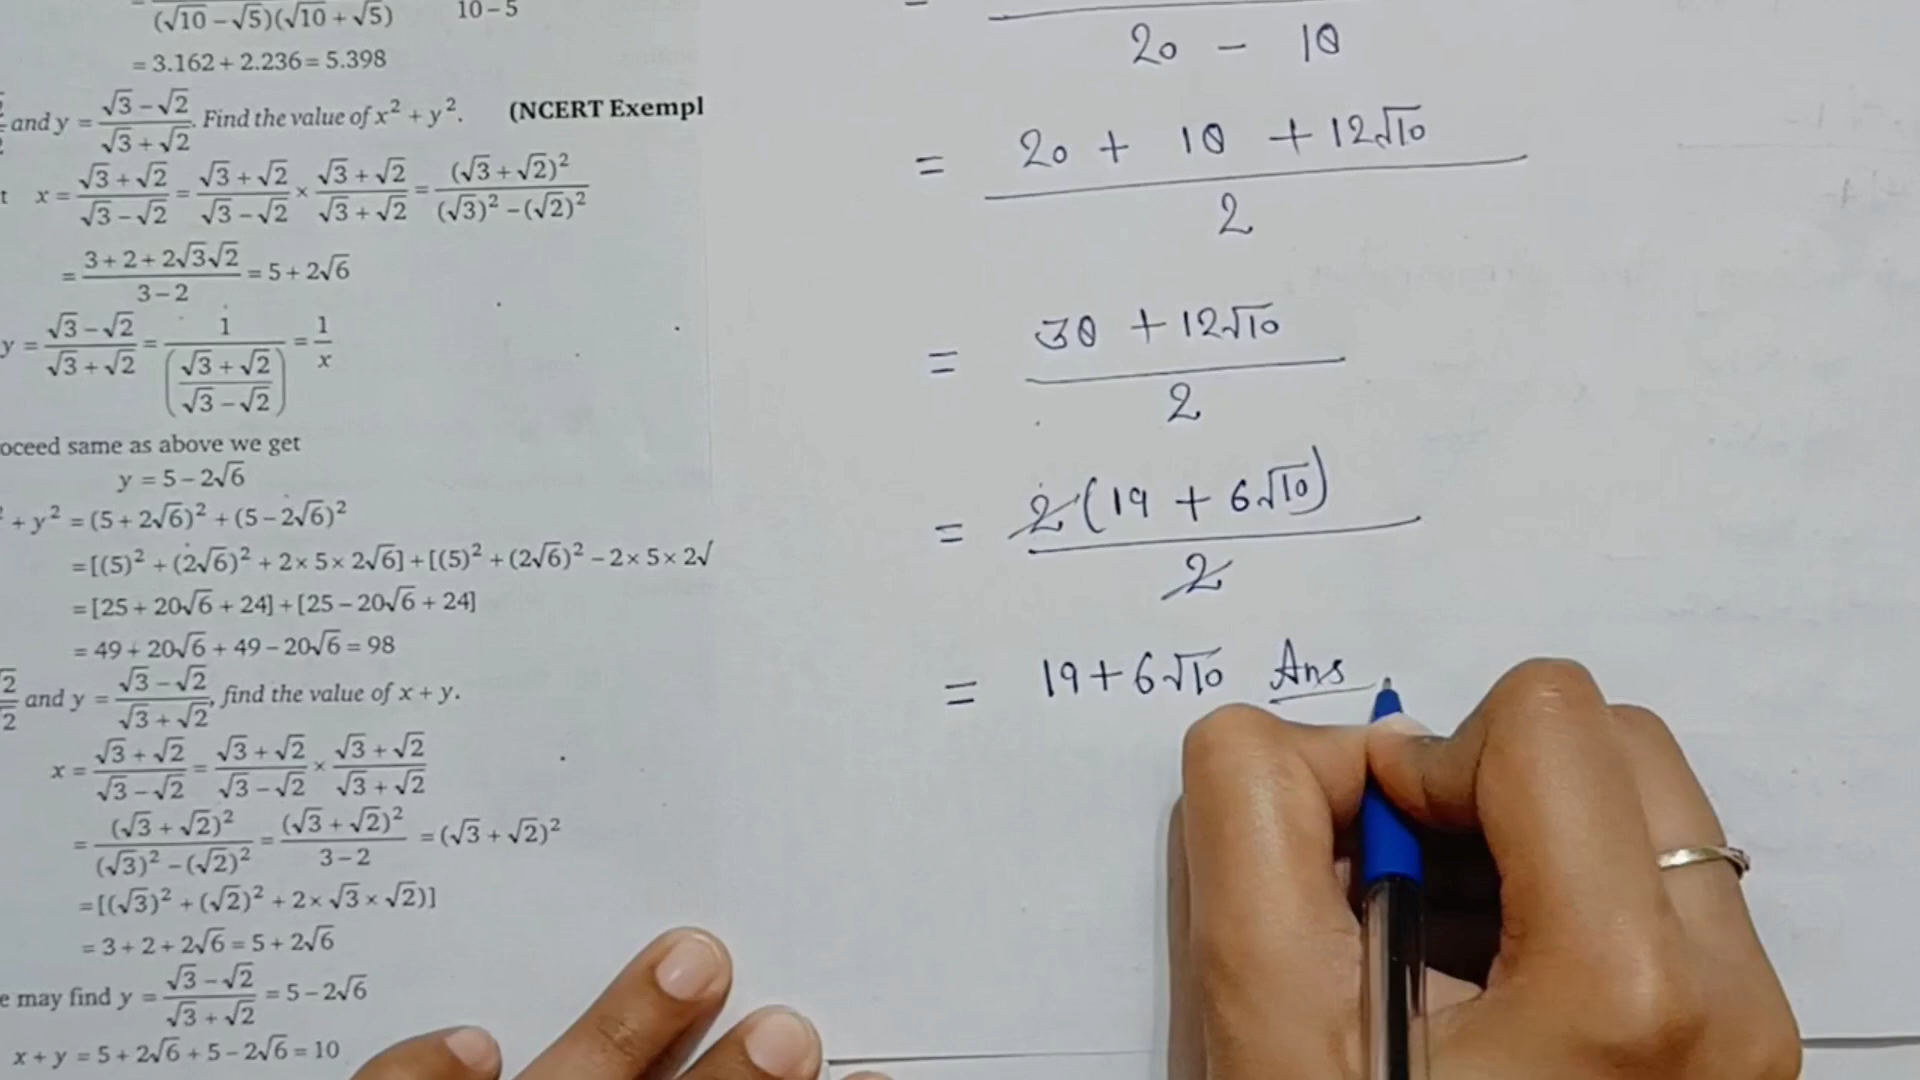 (√10 − √5)(√10 + √5) 10 − 5
= 3.162 + 2.236 = 5.398
and y = (√3 − √2)/(√3 + √2). Find the value of x² + y². (NCERT Exempl
x = (√3 + √2)/(√3 − √2) = (√3 + √2)/(√3 − √2) × (√3 + √2)/(√3 + √2) = (√3 + √2)²/((√3)² − (√2)²)
= (3 + 2 + 2√3√2)/(3 − 2) = 5 + 2√6
y = (√3 − √2)/(√3 + √2) = 1/((√3 + √2)/(√3 − √2)) = 1/x
oceed same as above we get
y = 5 − 2√6
+ y² = (5 + 2√6)² + (5 − 2√6)²
= [(5)² + (2√6)² + 2 × 5 × 2√6] + [(5)² + (2√6)² − 2 × 5 × 2√
= [25 + 20√6 + 24] + [25 − 20√6 + 24]
= 49 + 20√6 + 49 − 20√6 = 98
and y = (√3 − √2)/(√3 + √2), find the value of x + y.
x = (√3 + √2)/(√3 − √2) = (√3 + √2)/(√3 − √2) × (√3 + √2)/(√3 + √2)
= (√3 + √2)²/((√3)² − (√2)²) = (√3 + √2)²/(3 − 2) = (√3 + √2)²
= [(√3)² + (√2)² + 2 × √3 × √2)]
= 3 + 2 + 2√6 = 5 + 2√6
e may find y = (√3 − √2)/(√3 + √2) = 5 − 2√6
x + y = 5 + 2√6 + 5 − 2√6 = 10
20 − 18
= (20 + 18 + 12√10)/2
= (38 + 12√10)/2
= 2(19 + 6√10)/2
= 19 + 6√10 Ans